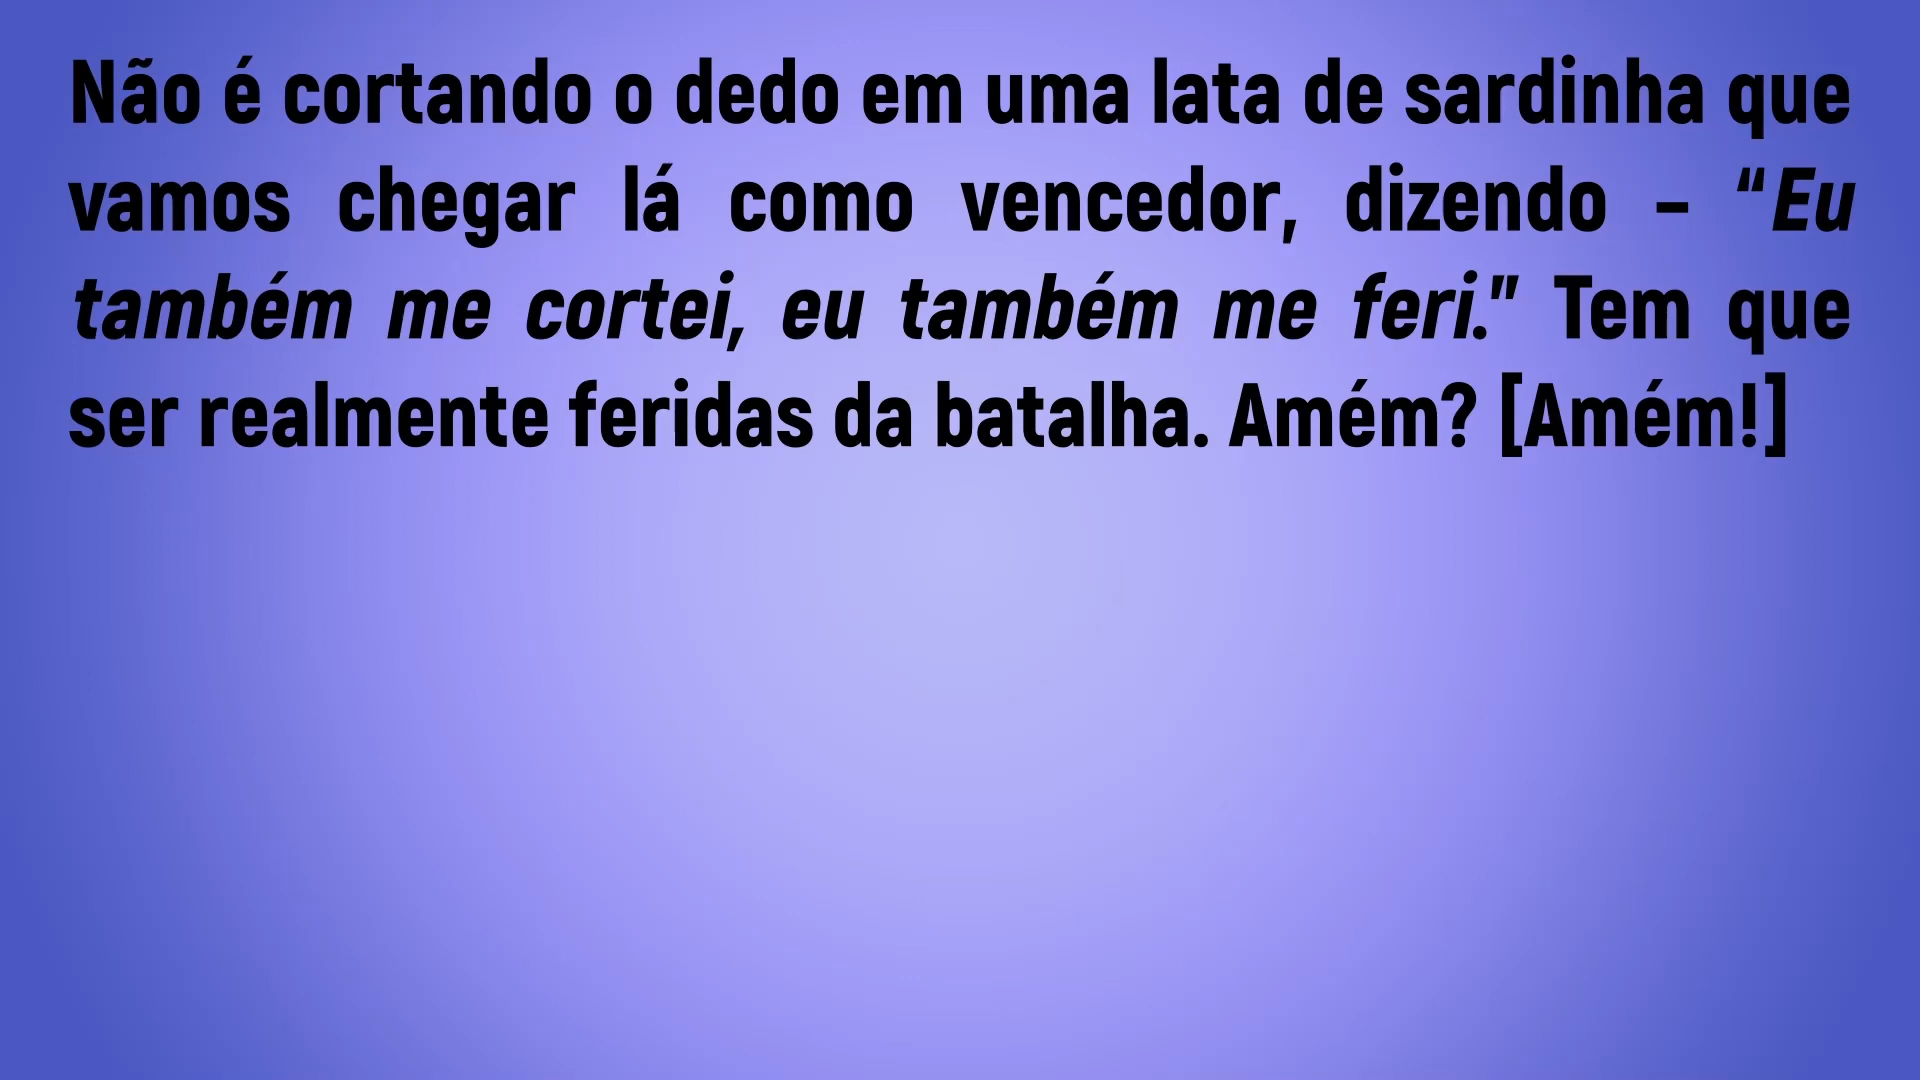 Não é cortando o dedo em uma lata de sardinha que
vamos chegar lá como vencedor, dizendo – “Eu
também me cortei, eu também me feri.” Tem que
ser realmente feridas da batalha. Amém? [Amém!]